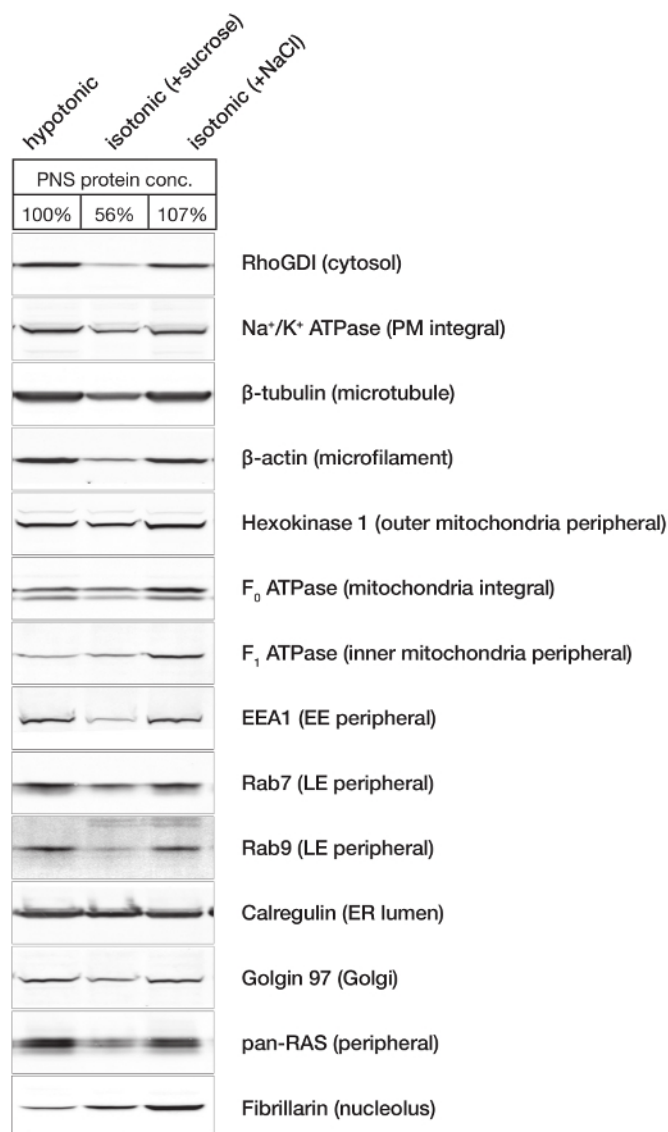 hypotonic
isotonic (+sucrose)
isotonic (+NaCl)
PNS protein conc.
100% 56% 107%
RhoGDI (cytosol)
Na⁺/K⁺ ATPase (PM integral)
β-tubulin (microtubule)
β-actin (microfilament)
Hexokinase 1 (outer mitochondria peripheral)
F₀ ATPase (mitochondria integral)
F₁ ATPase (inner mitochondria peripheral)
EEA1 (EE peripheral)
Rab7 (LE peripheral)
Rab9 (LE peripheral)
Calregulin (ER lumen)
Golgin 97 (Golgi)
pan-RAS (peripheral)
Fibrillarin (nucleolus)